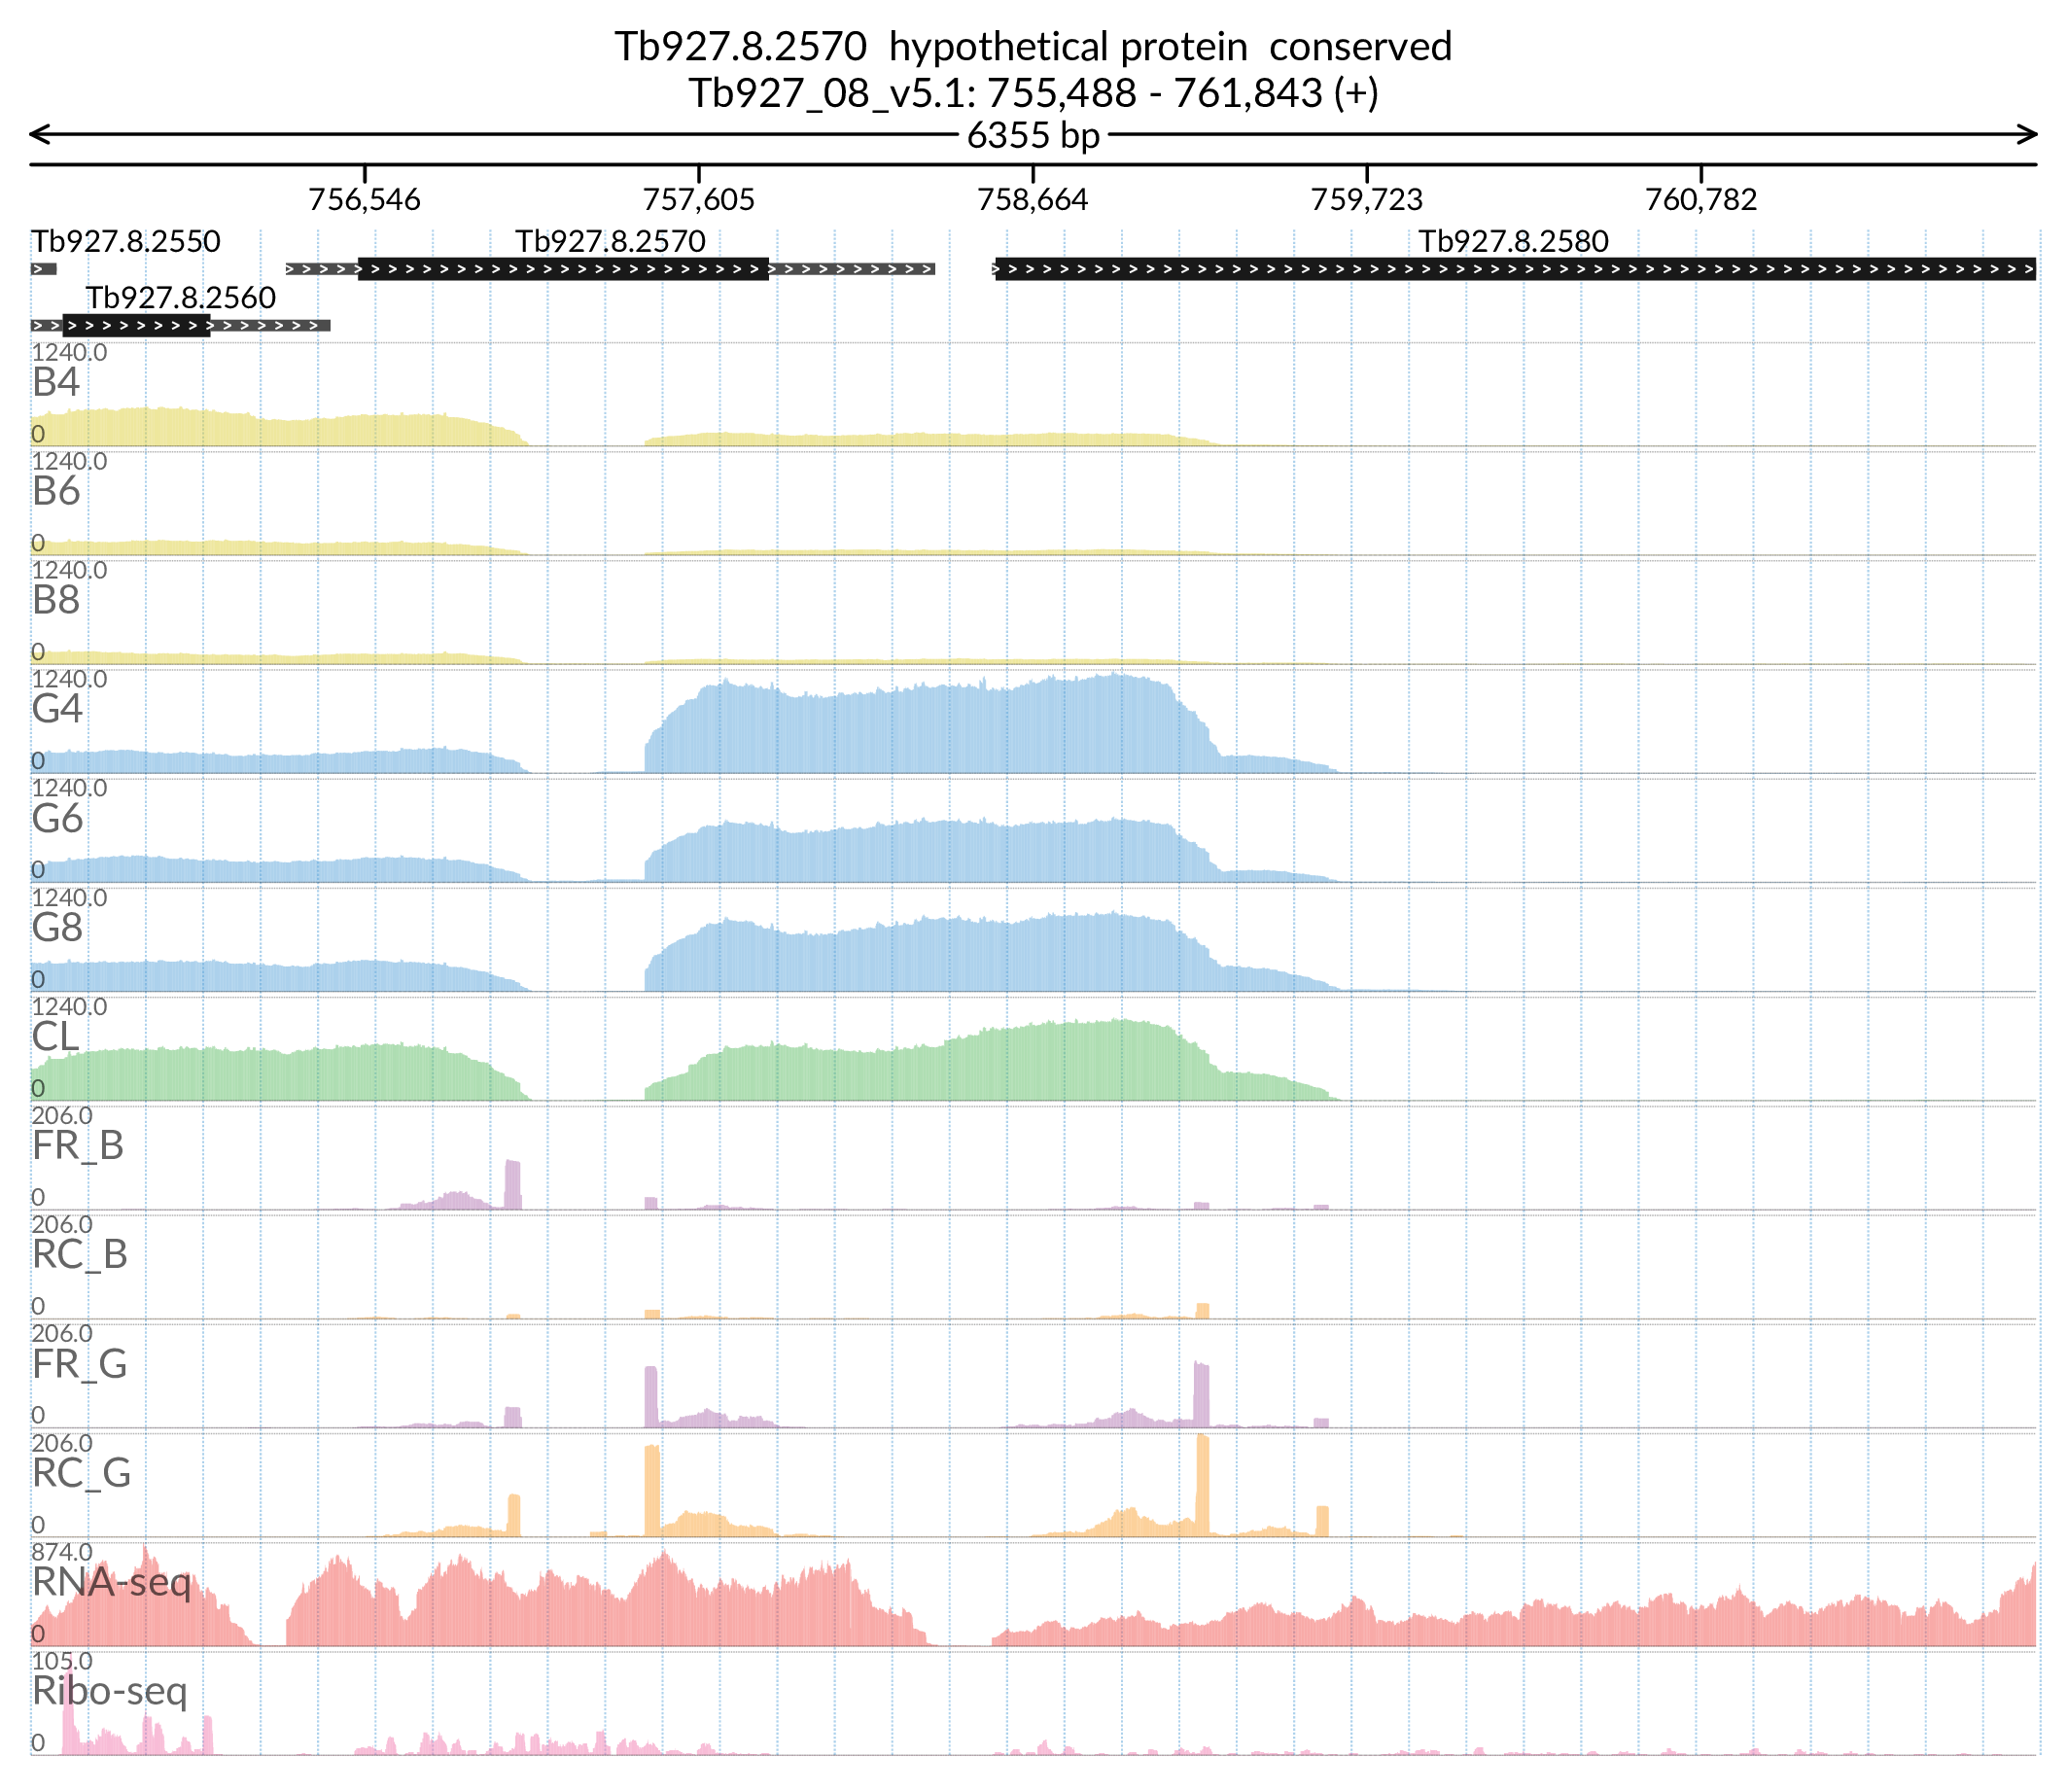 Tb927.8.2570  hypothetical protein  conserved
Tb927_08_v5.1: 755,488 - 761,843 (+)
6355 bp
756,546 757,605 758,664 759,723 760,782
Tb927.8.2550 Tb927.8.2570 Tb927.8.2580
Tb927.8.2560
1240.0
B4
0
1240.0
B6
0
1240.0
B8
0
1240.0
G4
0
1240.0
G6
0
1240.0
G8
0
1240.0
CL
0
206.0
FR_B
0
206.0
RC_B
0
206.0
FR_G
0
206.0
RC_G
0
874.0
RNA-seq
0
105.0
Ribo-seq
0